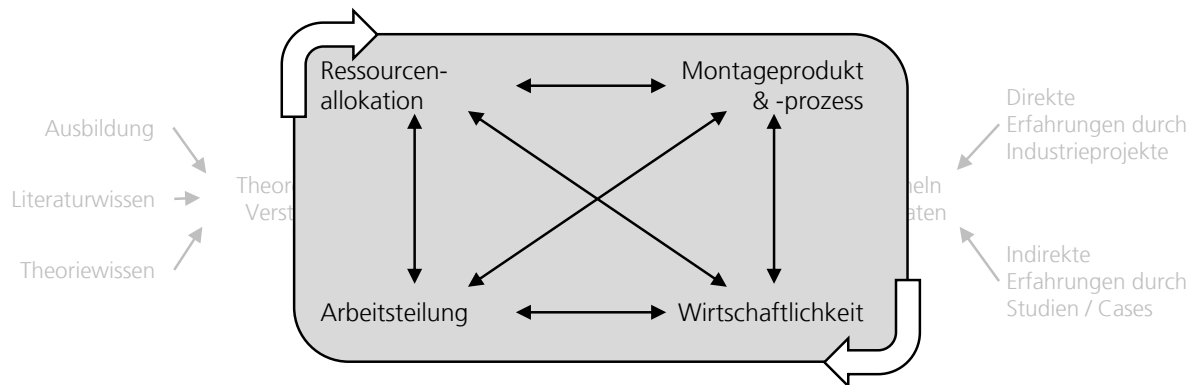 Ressourcen-
allokation
Montageprodukt
& -prozess
Arbeitsteilung
Wirtschaftlichkeit
Ausbildung
Literaturwissen
Theoriewissen
Direkte
Erfahrungen durch
Industrieprojekte
Indirekte
Erfahrungen durch
Studien / Cases